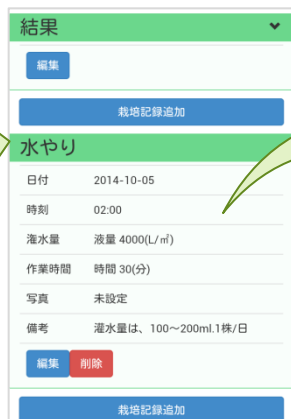 結果
編集
栽培記録追加
水やり
日付 2014-10-05
時刻 02:00
潅水量 液量 4000(L/㎡)
作業時間 時間 30(分)
写真 未設定
備考 灌水量は、100～200ml.1株/日
編集 削除
栽培記録追加